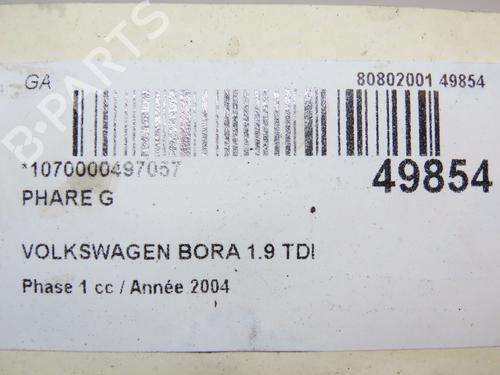 GA
80802001 49854
*1070000497057
49854
PHARE G
VOLKSWAGEN BORA 1.9 TDI
Phase 1 cc / Année 2004
B-PARTS